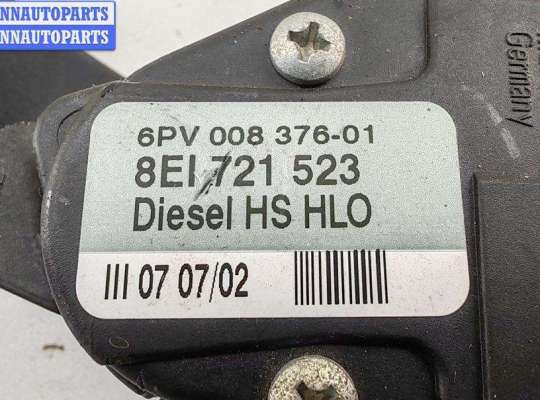 NNAUTOPARTS
NNAUTOPARTS
Germany
6PV 008 376-01
8E1 721 523
Diesel HS HLO
III 07 07/02